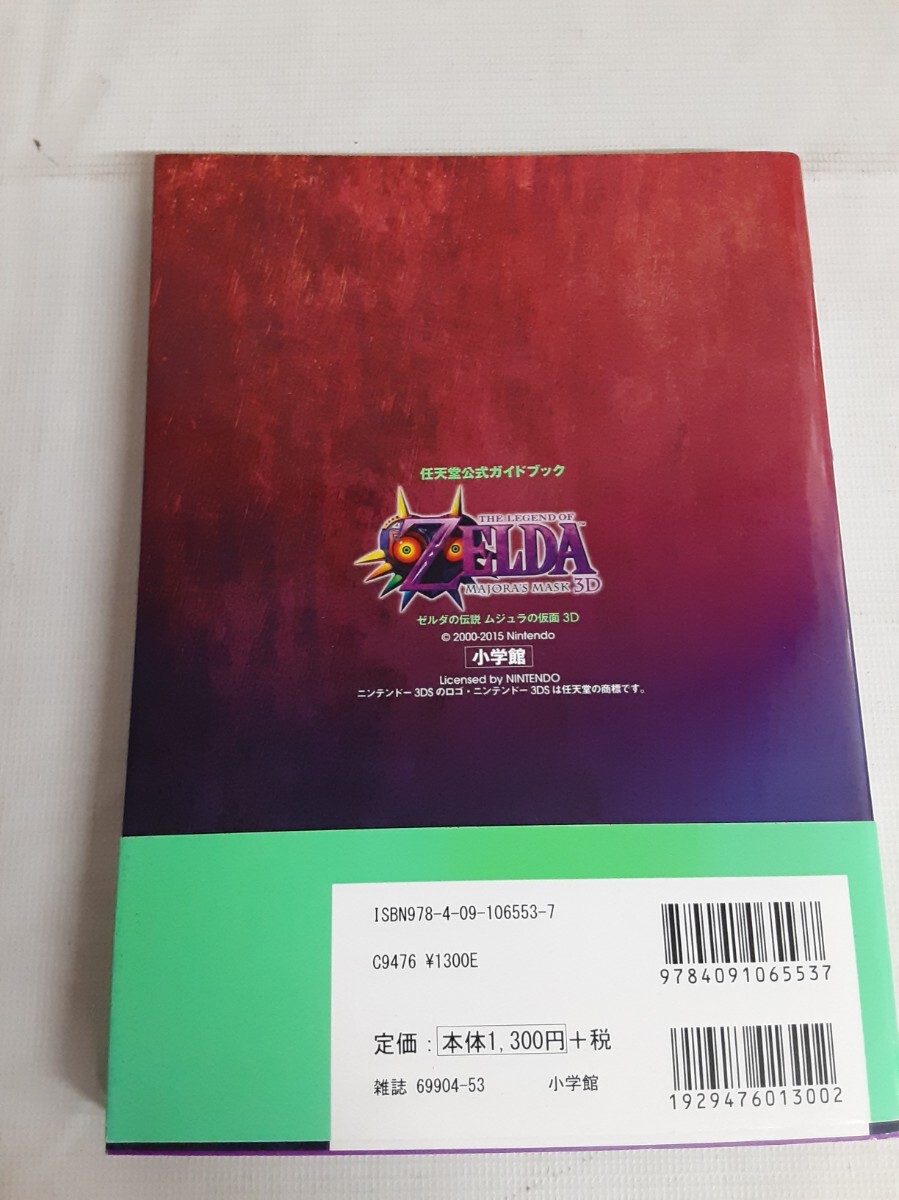 任天堂公式ガイドブック
THE LEGEND OF
ZELDA™
MAJORA'S MASK 3D
ゼルダの伝説 ムジュラの仮面 3D
© 2000-2015 Nintendo
小学館
Licensed by NINTENDO
ニンテンドー3DSのロゴ・ニンテンドー3DSは任天堂の商標です。
ISBN978-4-09-106553-7
C9476 ¥1300E
9784091065537
定価：本体1,300円+税
雑誌 69904-53 小学館
1929476013002